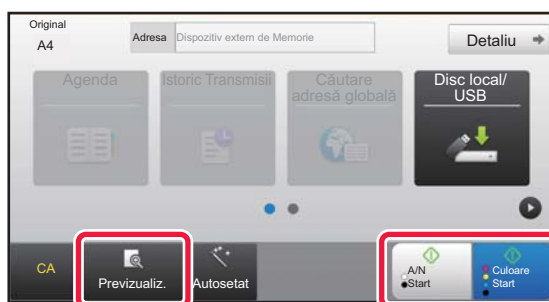 Original
A4
Adresa
Dispozitiv extern de Memorie
Detaliu
Agenda
Istoric Transmisii
Căutare
adresă globală
Disc local/
USB
CA
Previzualiz.
Autosetat
A/N
Start
Culoare
Start